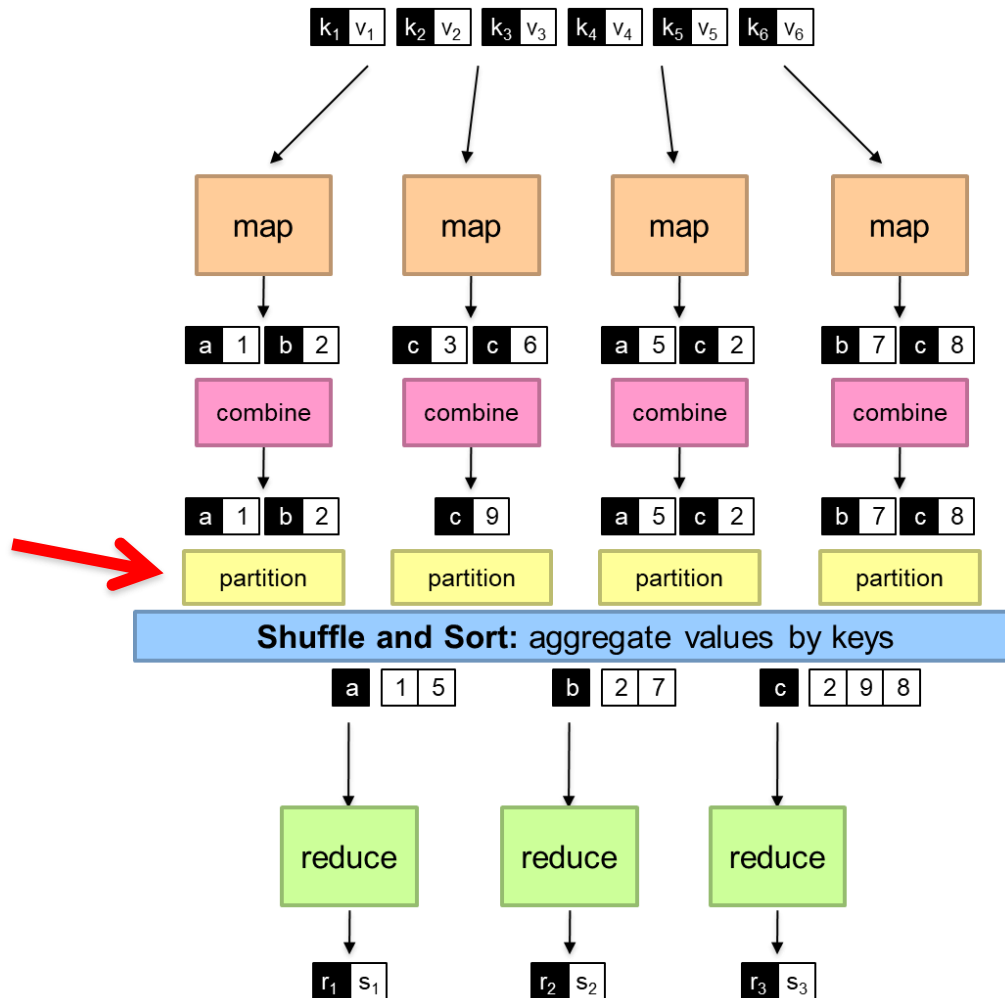 k₁ v₁ k₂ v₂ k₃ v₃ k₄ v₄ k₅ v₅ k₆ v₆
map map map map
a 1 b 2 c 3 c 6 a 5 c 2 b 7 c 8
combine combine combine combine
a 1 b 2 c 9 a 5 c 2 b 7 c 8
partition partition partition partition
Shuffle and Sort: aggregate values by keys
a 1 5 b 2 7 c 2 9 8
reduce reduce reduce
r₁ s₁ r₂ s₂ r₃ s₃